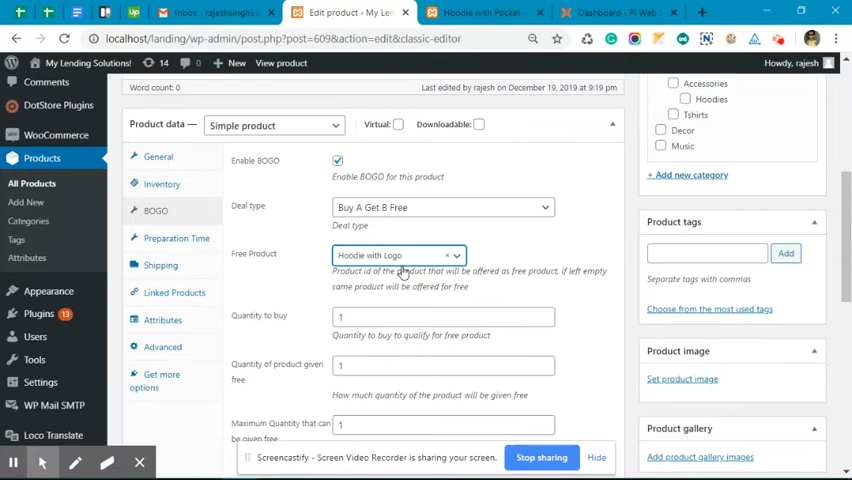 Inbox - rajeshsingh52
Edit product ‹ My Len
Hoodie with Pocket -
Dashboard ‹ Pi Web S
localhost/landing/wp-admin/post.php?post=609&action=edit&classic-editor
My Lending Solutions!
14
0
New
View product
Howdy, rajesh
Comments
DotStore Plugins
WooCommerce
Products
All Products
Add New
Categories
Tags
Attributes
Appearance
Plugins 13
Users
Tools
Settings
WP Mail SMTP
Loco Translate
Word count: 0
Last edited by rajesh on December 19, 2019 at 9:19 pm
Product data —
Simple product
Virtual:
Downloadable:
General
Inventory
BOGO
Preparation Time
Shipping
Linked Products
Attributes
Advanced
Get more
options
Enable BOGO
Enable BOGO for this product
Deal type
Buy A Get B Free
Deal type
Free Product
Hoodie with Logo
×
Product id of the product that will be offered as free product, if left empty
same product will be offered for free
Quantity to buy
1
Quantity to buy to qualify for free product
Quantity of product given
free
1
How much quantity of the product will be given free
Maximum Quantity that can
be given free
1
Accessories
Hoodies
Tshirts
Decor
Music
+ Add new category
Product tags
Add
Separate tags with commas
Choose from the most used tags
Product image
Set product image
Product gallery
Add product gallery images
Screencastify - Screen Video Recorder is sharing your screen.
Stop sharing
Hide